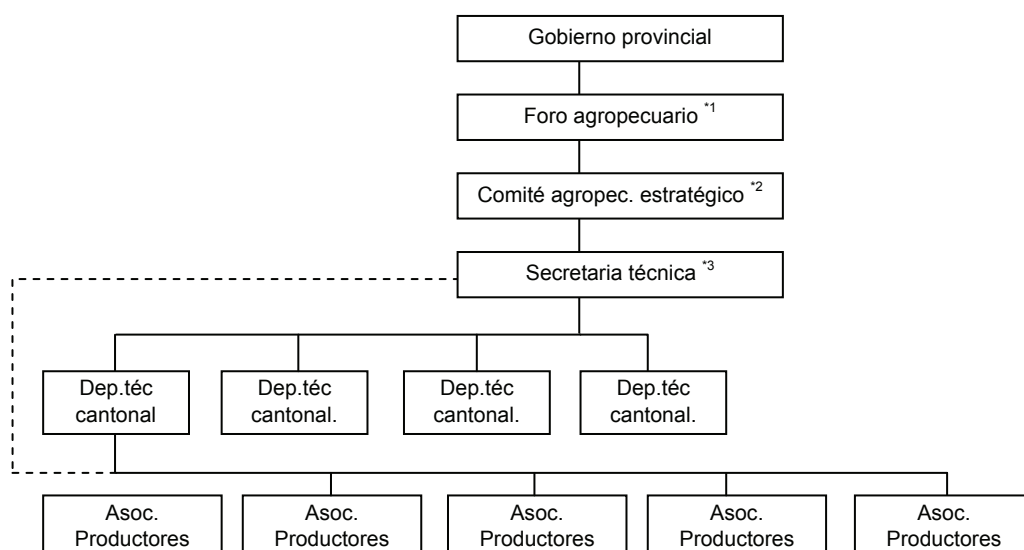 Gobierno provincial
Foro agropecuario *1
Comité agropec. estratégico *2
Secretaria técnica *3
Dep.téc
cantonal
Dep.téc
cantonal.
Dep.téc
cantonal.
Dep.téc
cantonal.
Asoc.
Productores
Asoc.
Productores
Asoc.
Productores
Asoc.
Productores
Asoc.
Productores